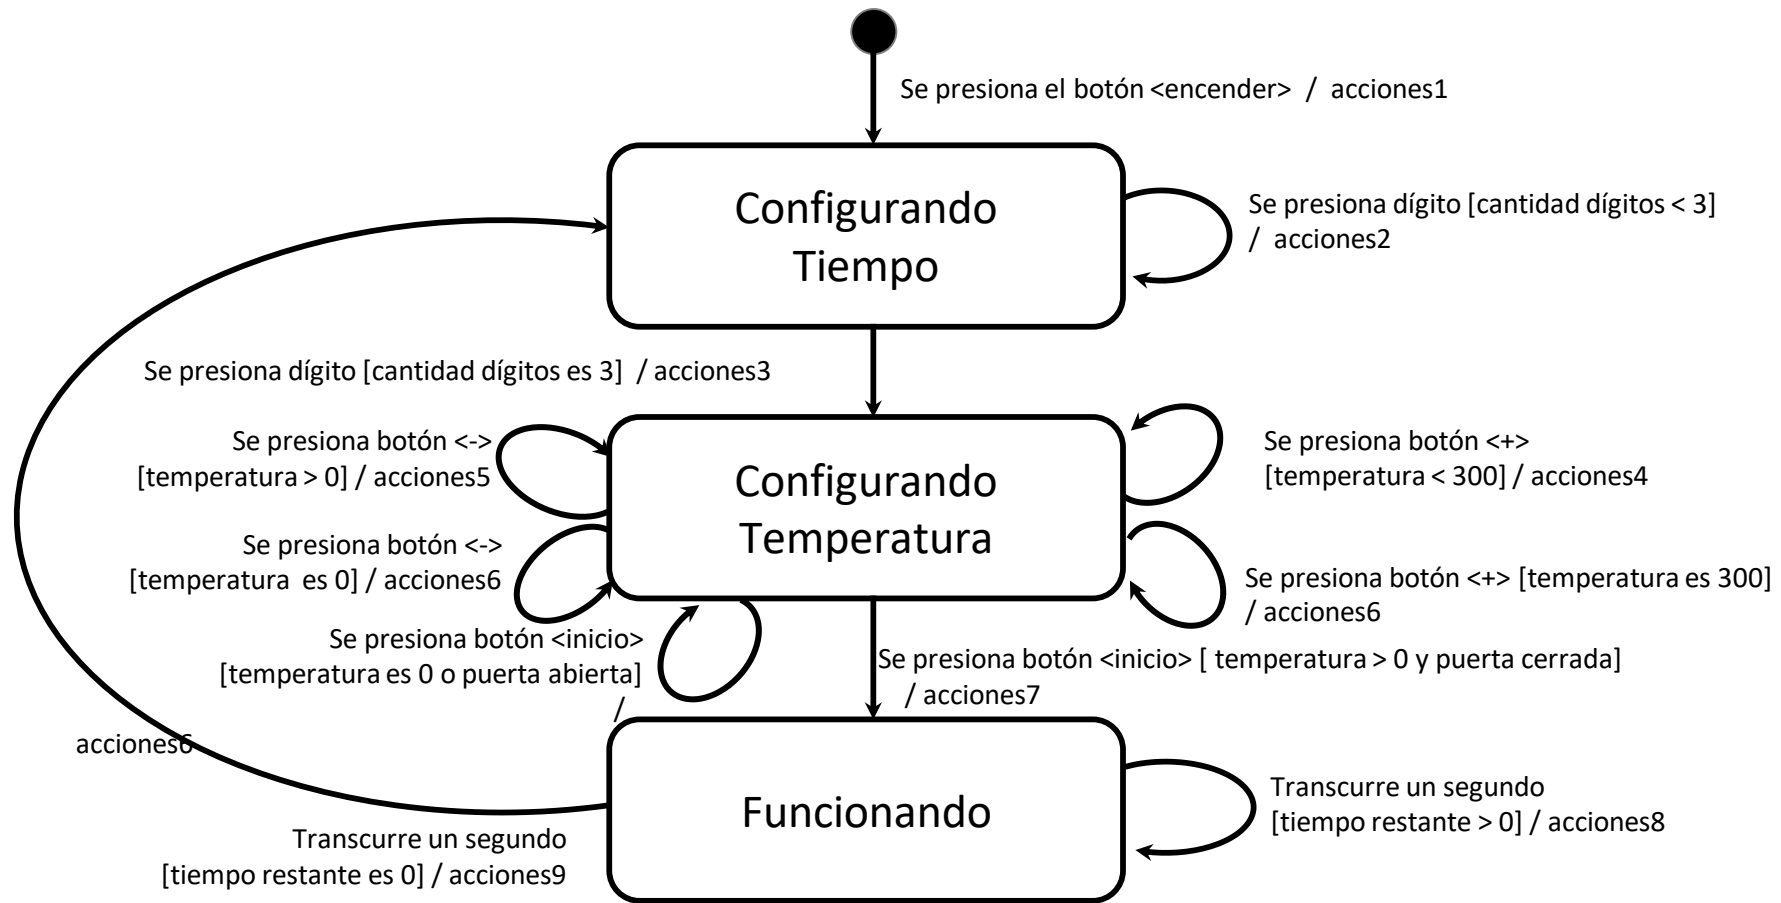 Se presiona el botón <encender> / acciones1
Configurando
Tiempo
Se presiona dígito [cantidad dígitos < 3]
/ acciones2
Se presiona dígito [cantidad dígitos es 3] / acciones3
Se presiona botón <->
[temperatura > 0] / acciones5
Configurando
Temperatura
Se presiona botón <+>
[temperatura < 300] / acciones4
Se presiona botón <->
[temperatura es 0] / acciones6
Se presiona botón <+> [temperatura es 300]
/ acciones6
Se presiona botón <inicio>
[temperatura es 0 o puerta abierta]
/
acciones6
Se presiona botón <inicio> [ temperatura > 0 y puerta cerrada]
/ acciones7
Funcionando
Transcurre un segundo
[tiempo restante > 0] / acciones8
Transcurre un segundo
[tiempo restante es 0] / acciones9